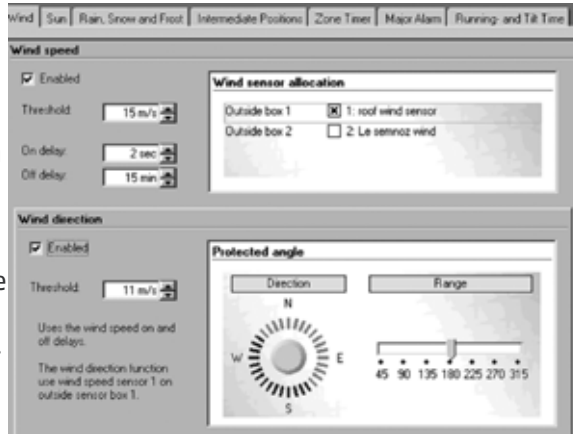 Wind Sun Rain, Snow and Frost Intermediate Positions Zone Timer Major Alarm Running- and Tilt Time
Wind speed
Enabled
Threshold: 15 m/s
On delay: 2 sec
Off delay: 15 min
Wind sensor allocation
Outside box 1 1: roof wind sensor
Outside box 2 2: Le semnoz wind
Wind direction
Enabled
Threshold: 11 m/s
Uses the wind speed on and
off delays.
The wind direction function
use wind speed sensor 1 on
outside sensor box 1.
Protected angle
Direction Range
N
W E
S
45 90 135 180 225 270 315